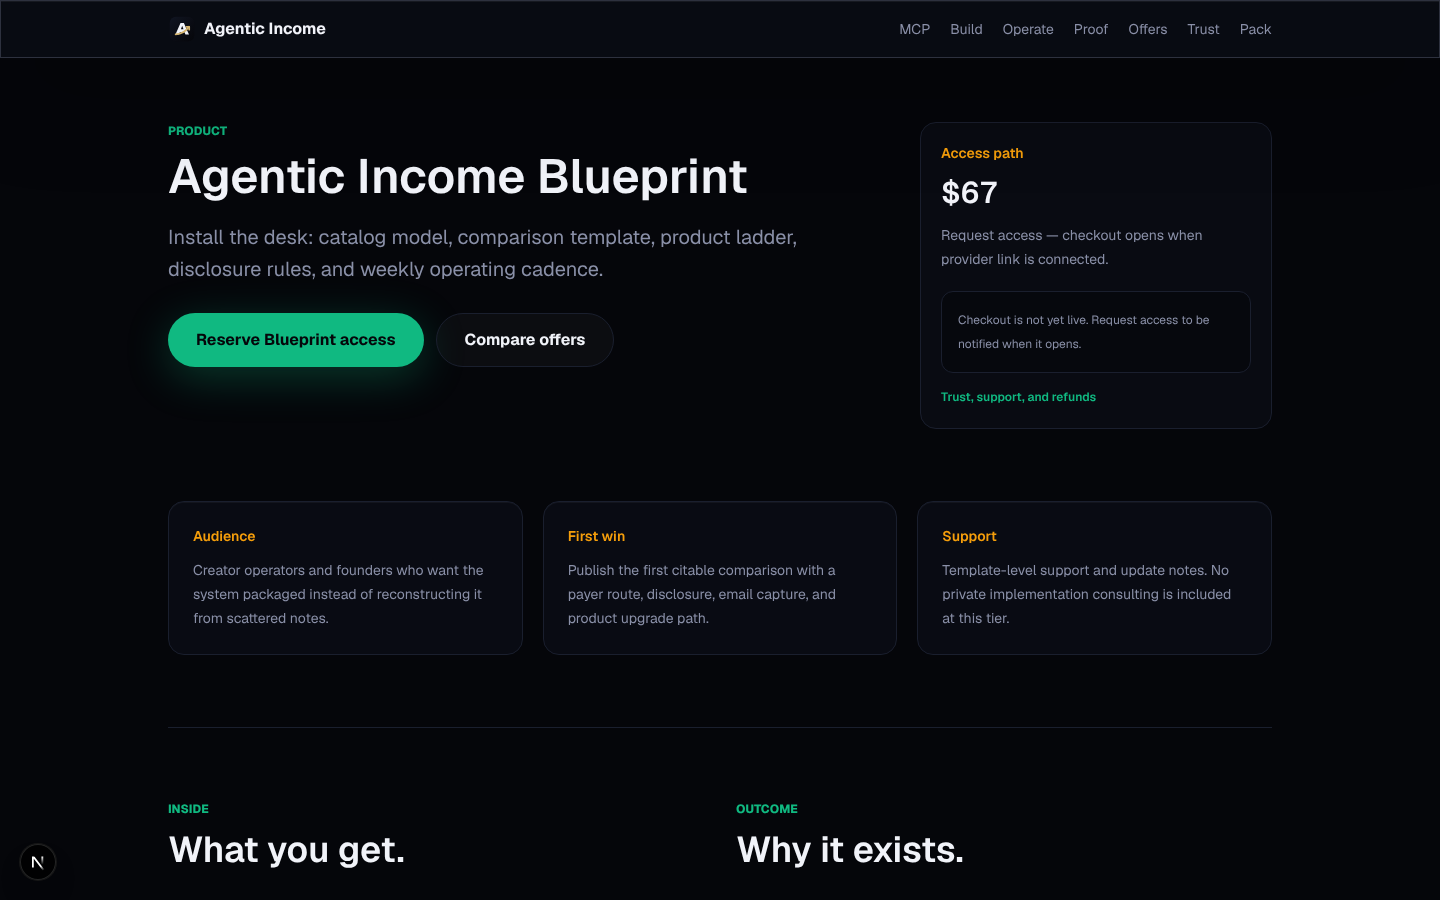 Agentic Income
MCP Build Operate Proof Offers Trust Pack
PRODUCT
Agentic Income Blueprint
Install the desk: catalog model, comparison template, product ladder,
disclosure rules, and weekly operating cadence.
Reserve Blueprint access
Compare offers
Access path
$67
Request access — checkout opens when
provider link is connected.
Checkout is not yet live. Request access to be
notified when it opens.
Trust, support, and refunds
Audience
Creator operators and founders who want the
system packaged instead of reconstructing it
from scattered notes.
First win
Publish the first citable comparison with a
payer route, disclosure, email capture, and
product upgrade path.
Support
Template-level support and update notes. No
private implementation consulting is included
at this tier.
INSIDE
What you get.
OUTCOME
Why it exists.
N